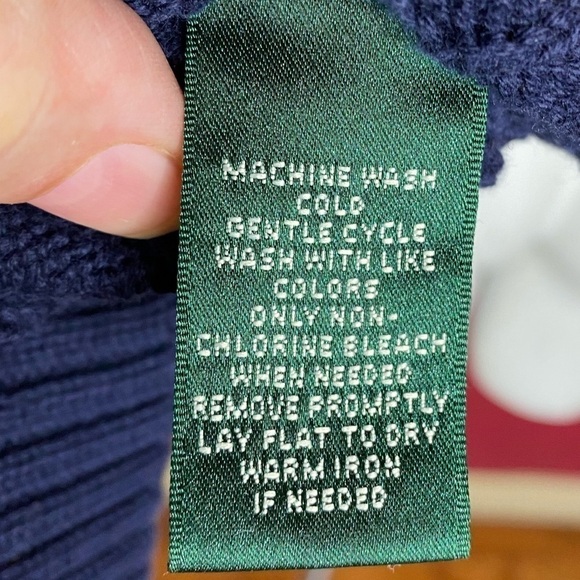 MACHINE WASH
COLD
GENTLE CYCLE
WASH WITH LIKE
COLORS
ONLY NON-
CHLORINE BLEACH
WHEN NEEDED
REMOVE PROMPTLY
LAY FLAT TO DRY
WARM IRON
IF NEEDED